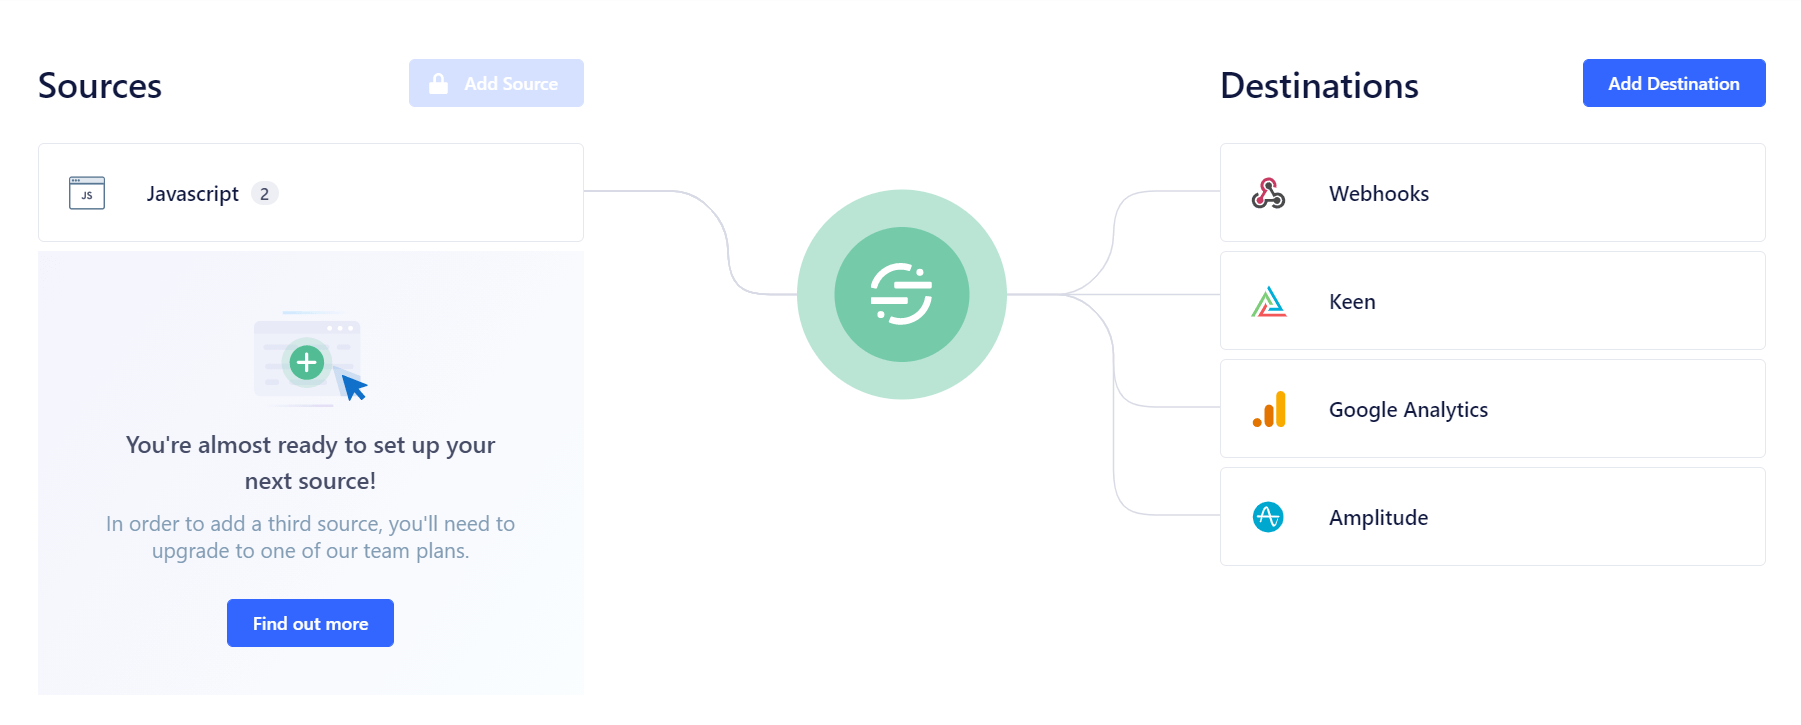 Sources
Add Source
JS
Javascript 2
You're almost ready to set up your
next source!
In order to add a third source, you'll need to
upgrade to one of our team plans.
Find out more
Destinations
Add Destination
Webhooks
Keen
Google Analytics
Amplitude